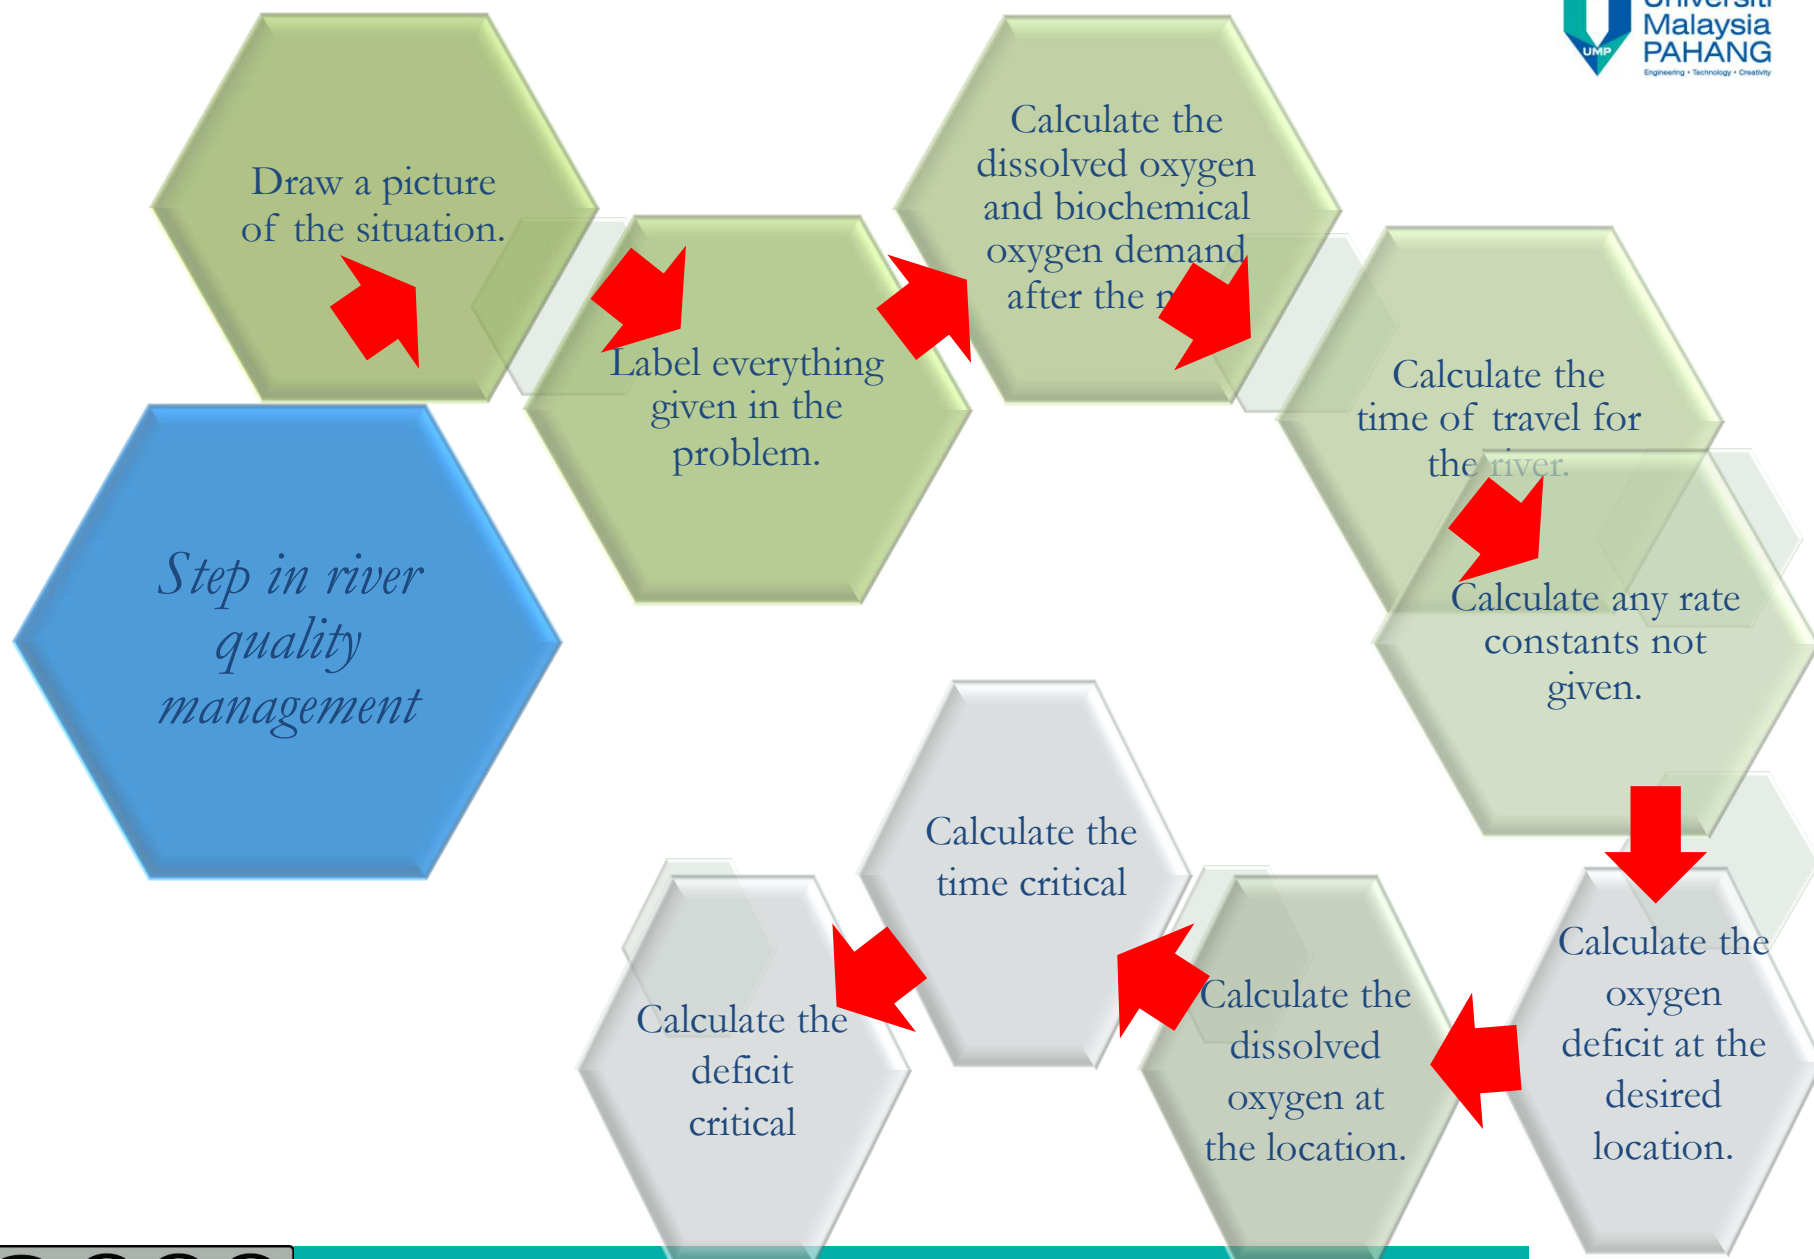 Universiti
Malaysia
PAHANG
Engineering • Technology • Creativity
UMP
Draw a picture
of the situation.
Label everything
given in the
problem.
Calculate the
dissolved oxygen
and biochemical
oxygen demand
after the
Calculate the
time of travel for
the river.
Calculate any rate
constants not
given.
Calculate the
oxygen
deficit at the
desired
location.
Calculate the
dissolved
oxygen at
the location.
Calculate the
time critical
Calculate the
deficit
critical
Step in river
quality
management